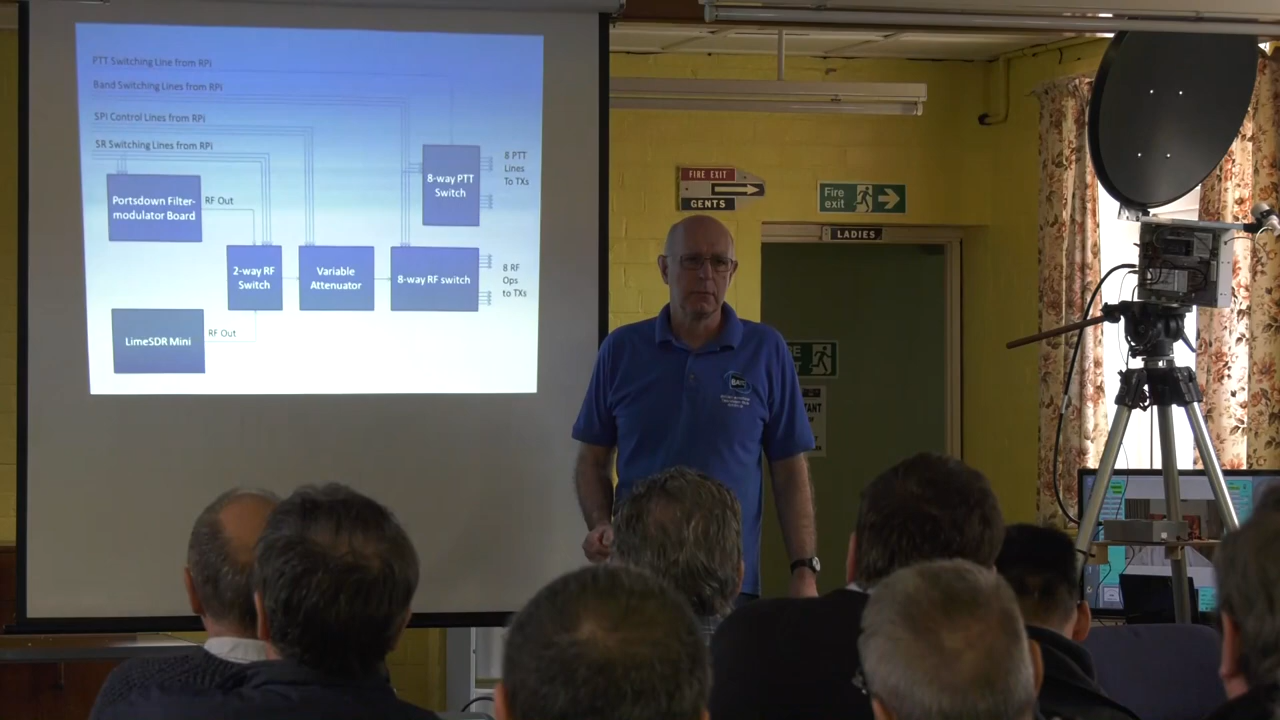 PTT Switching Line from RPi
Band Switching Lines from RPi
SPI Control Lines from RPi
SR Switching Lines from RPi
Portsdown Filter-
modulator Board
RF Out
8-way PTT
Switch
8 PTT
Lines
To TXs
2-way RF
Switch
Variable
Attenuator
8-way RF switch
8 RF
Ops
to TXs
LimeSDR Mini
RF Out
FIRE EXIT
GENTS
Fire
exit
LADIES
BATC